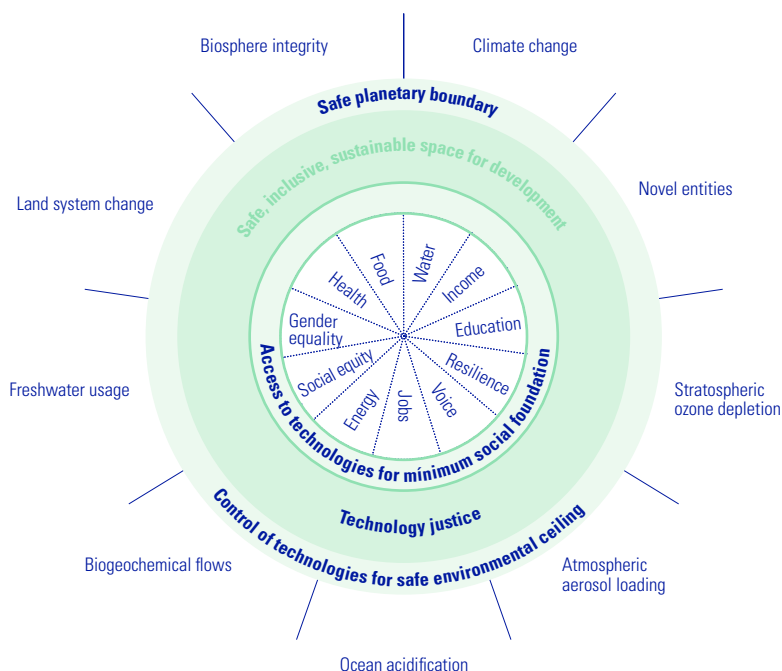 Biosphere integrity
Climate change
Safe planetary boundary
Safe, inclusive, sustainable space for development
Land system change
Novel entities
Food
Water
Health
Income
Gender
equality
Education
Social equity
Resilience
Energy
Jobs
Voice
Access to technologies for mínimum social foundation
Freshwater usage
Stratospheric
ozone depletion
Technology justice
Control of technologies for safe environmental ceiling
Biogeochemical flows
Atmospheric
aerosol loading
Ocean acidification